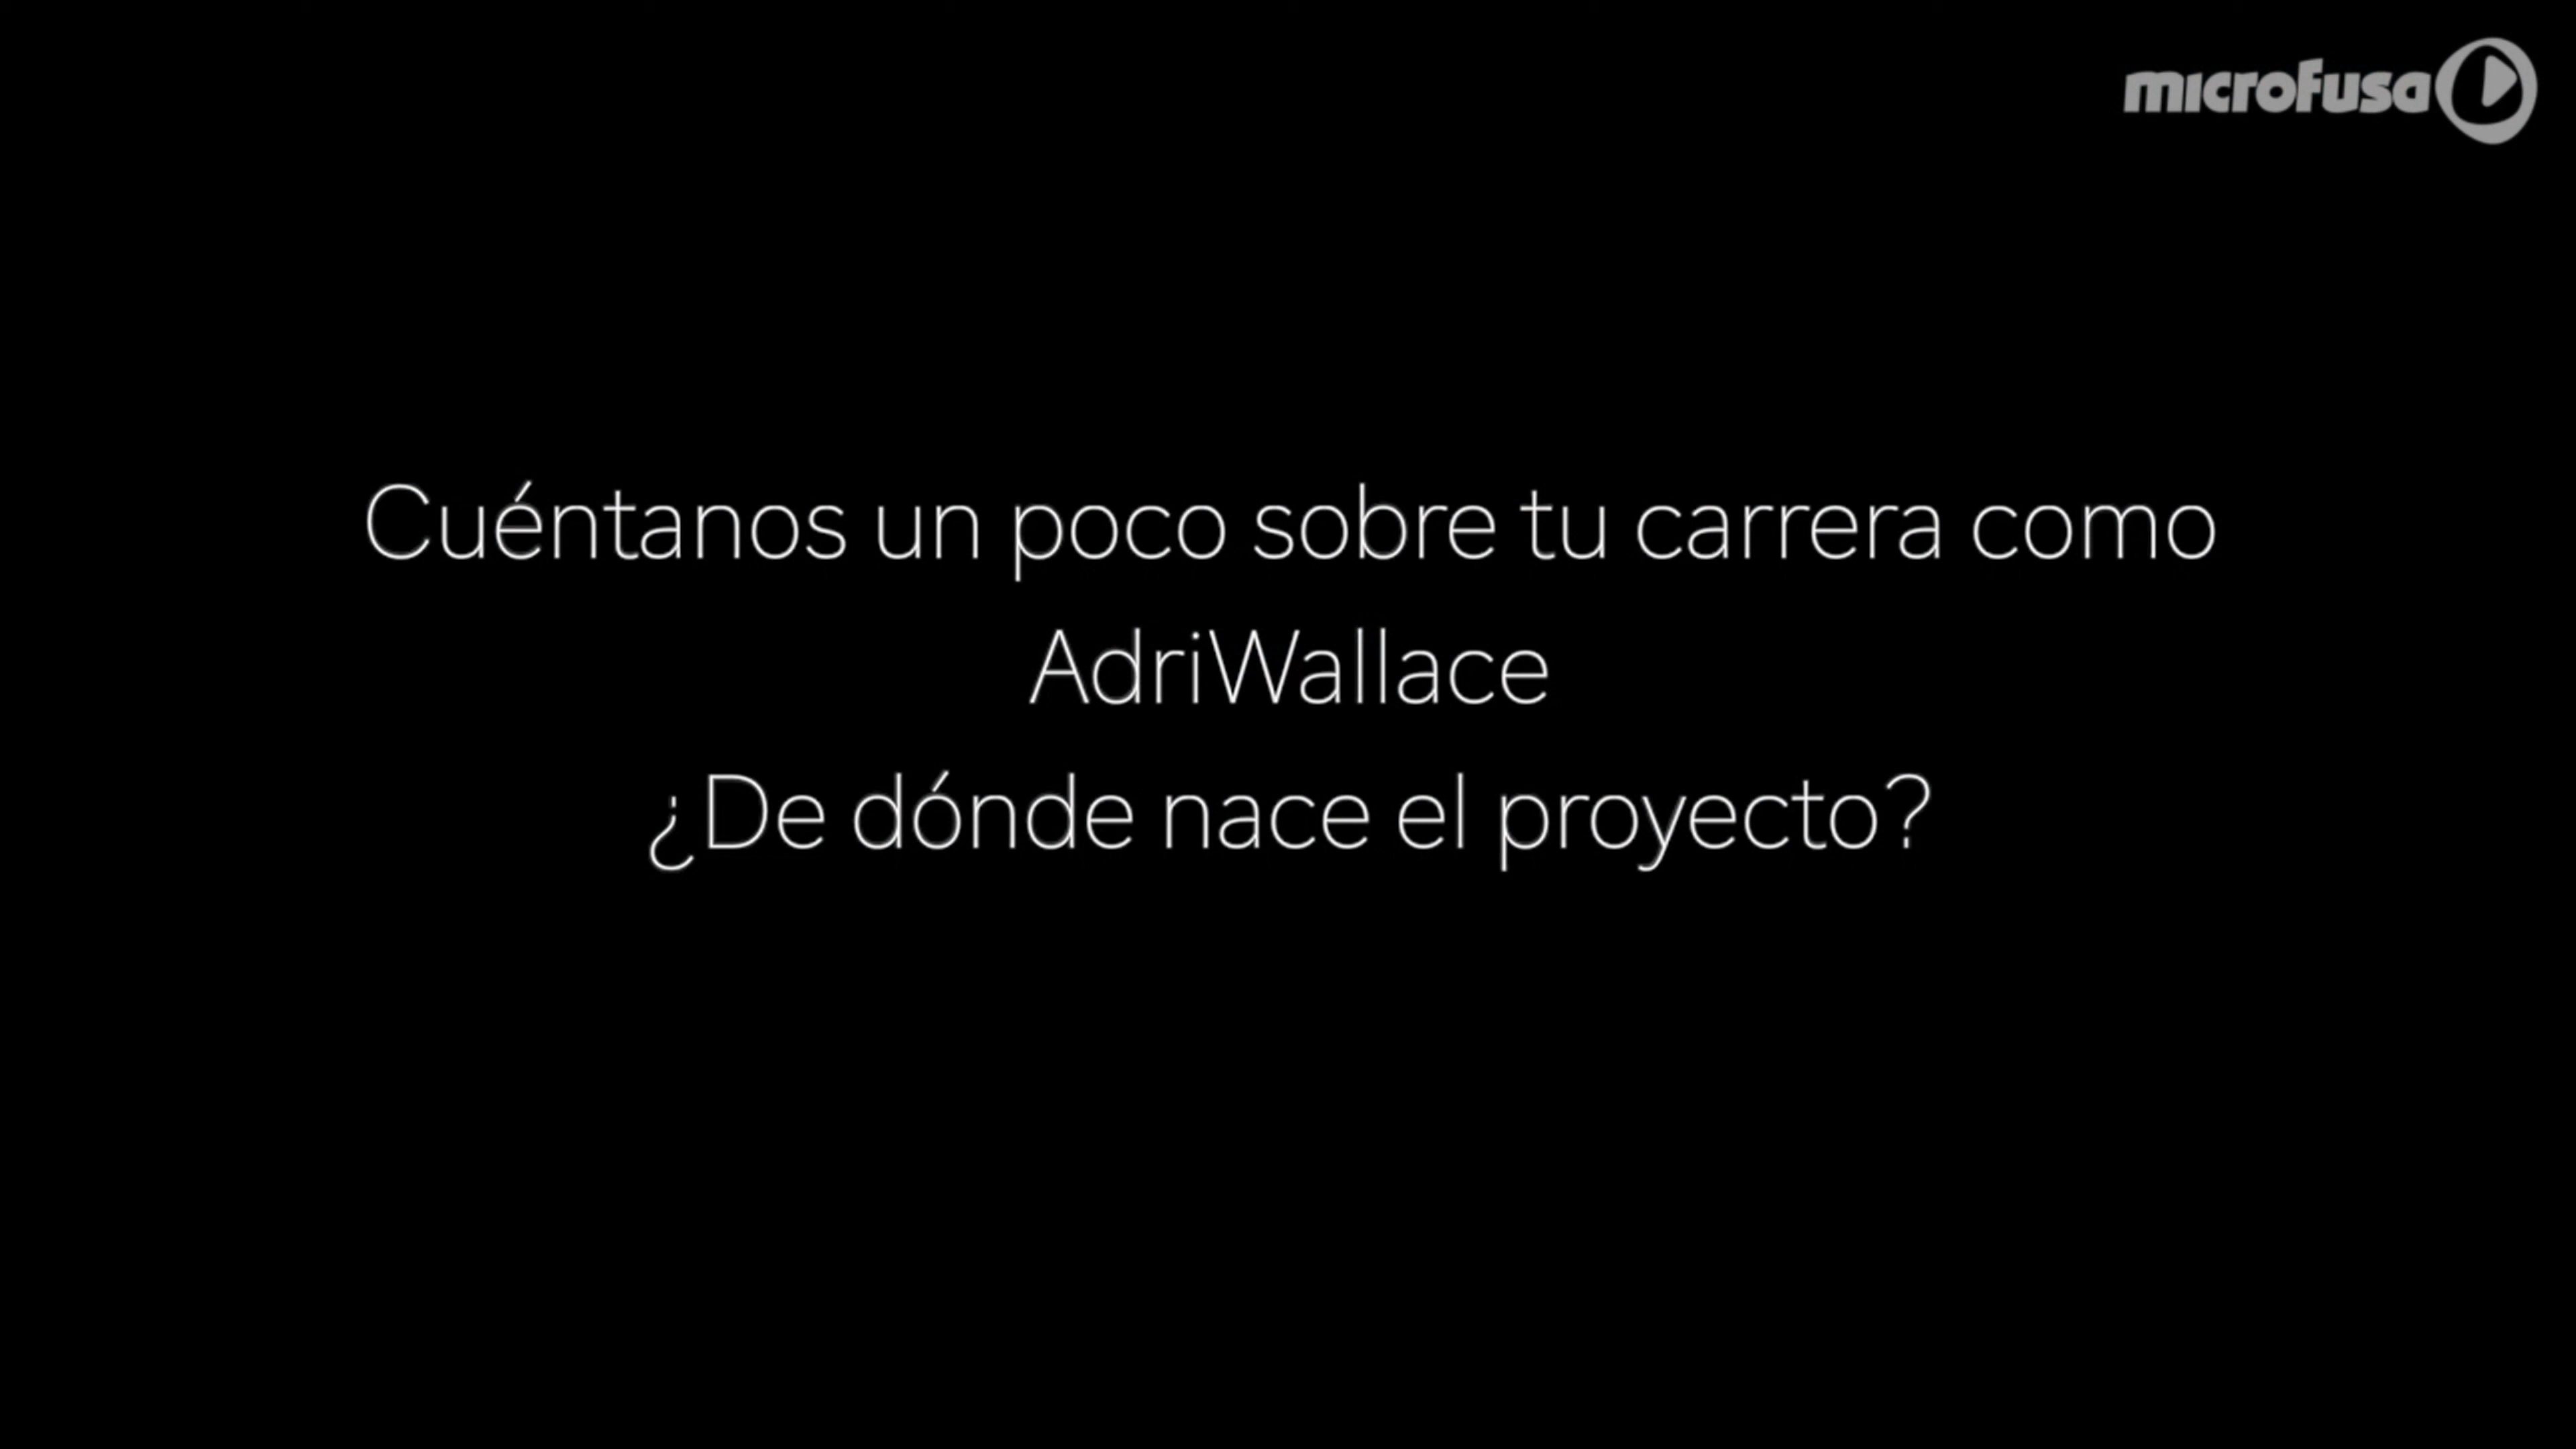 microfusa
Cuéntanos un poco sobre tu carrera como
AdriWallace
¿De dónde nace el proyecto?